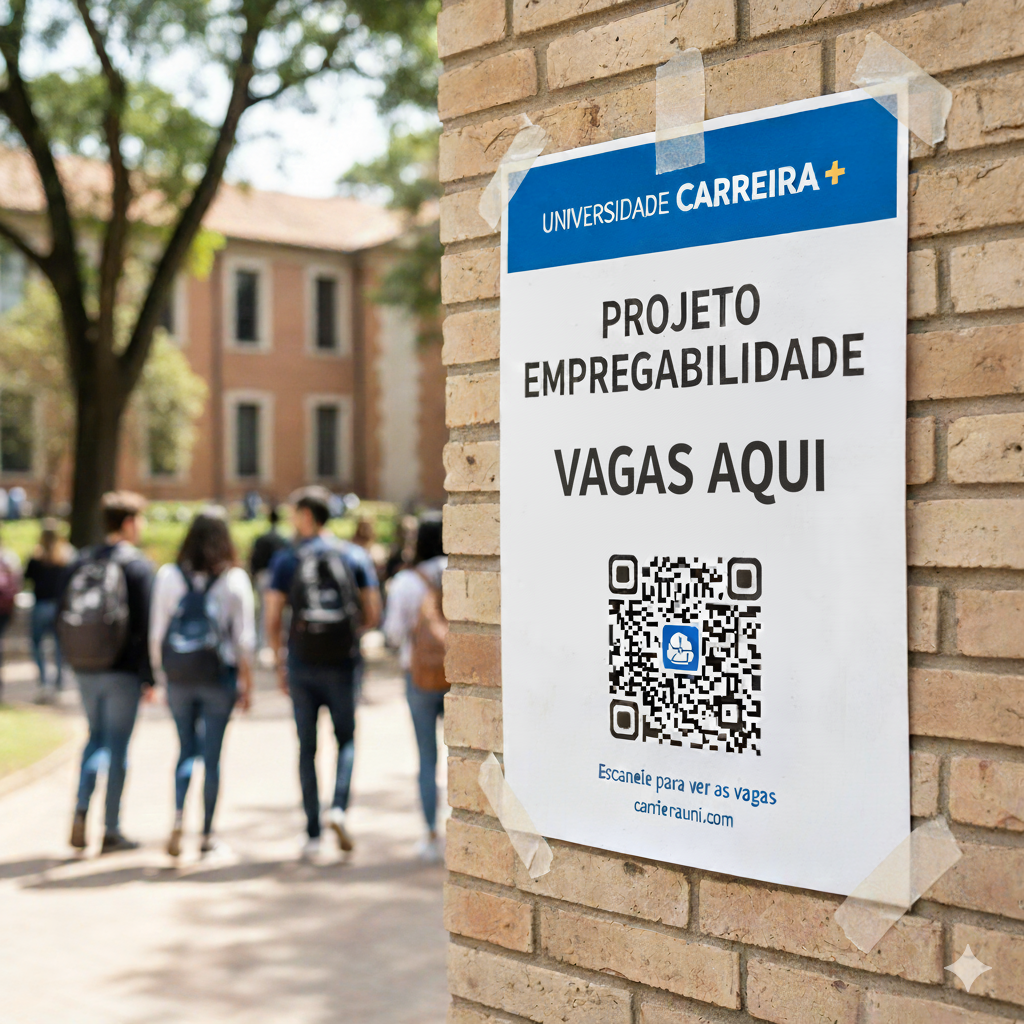 UNIVERSIDADE CARREIRA+
PROJETO
EMPREGABILIDADE
VAGAS AQUI
Escaneie para ver as vagas
carrierauni.com